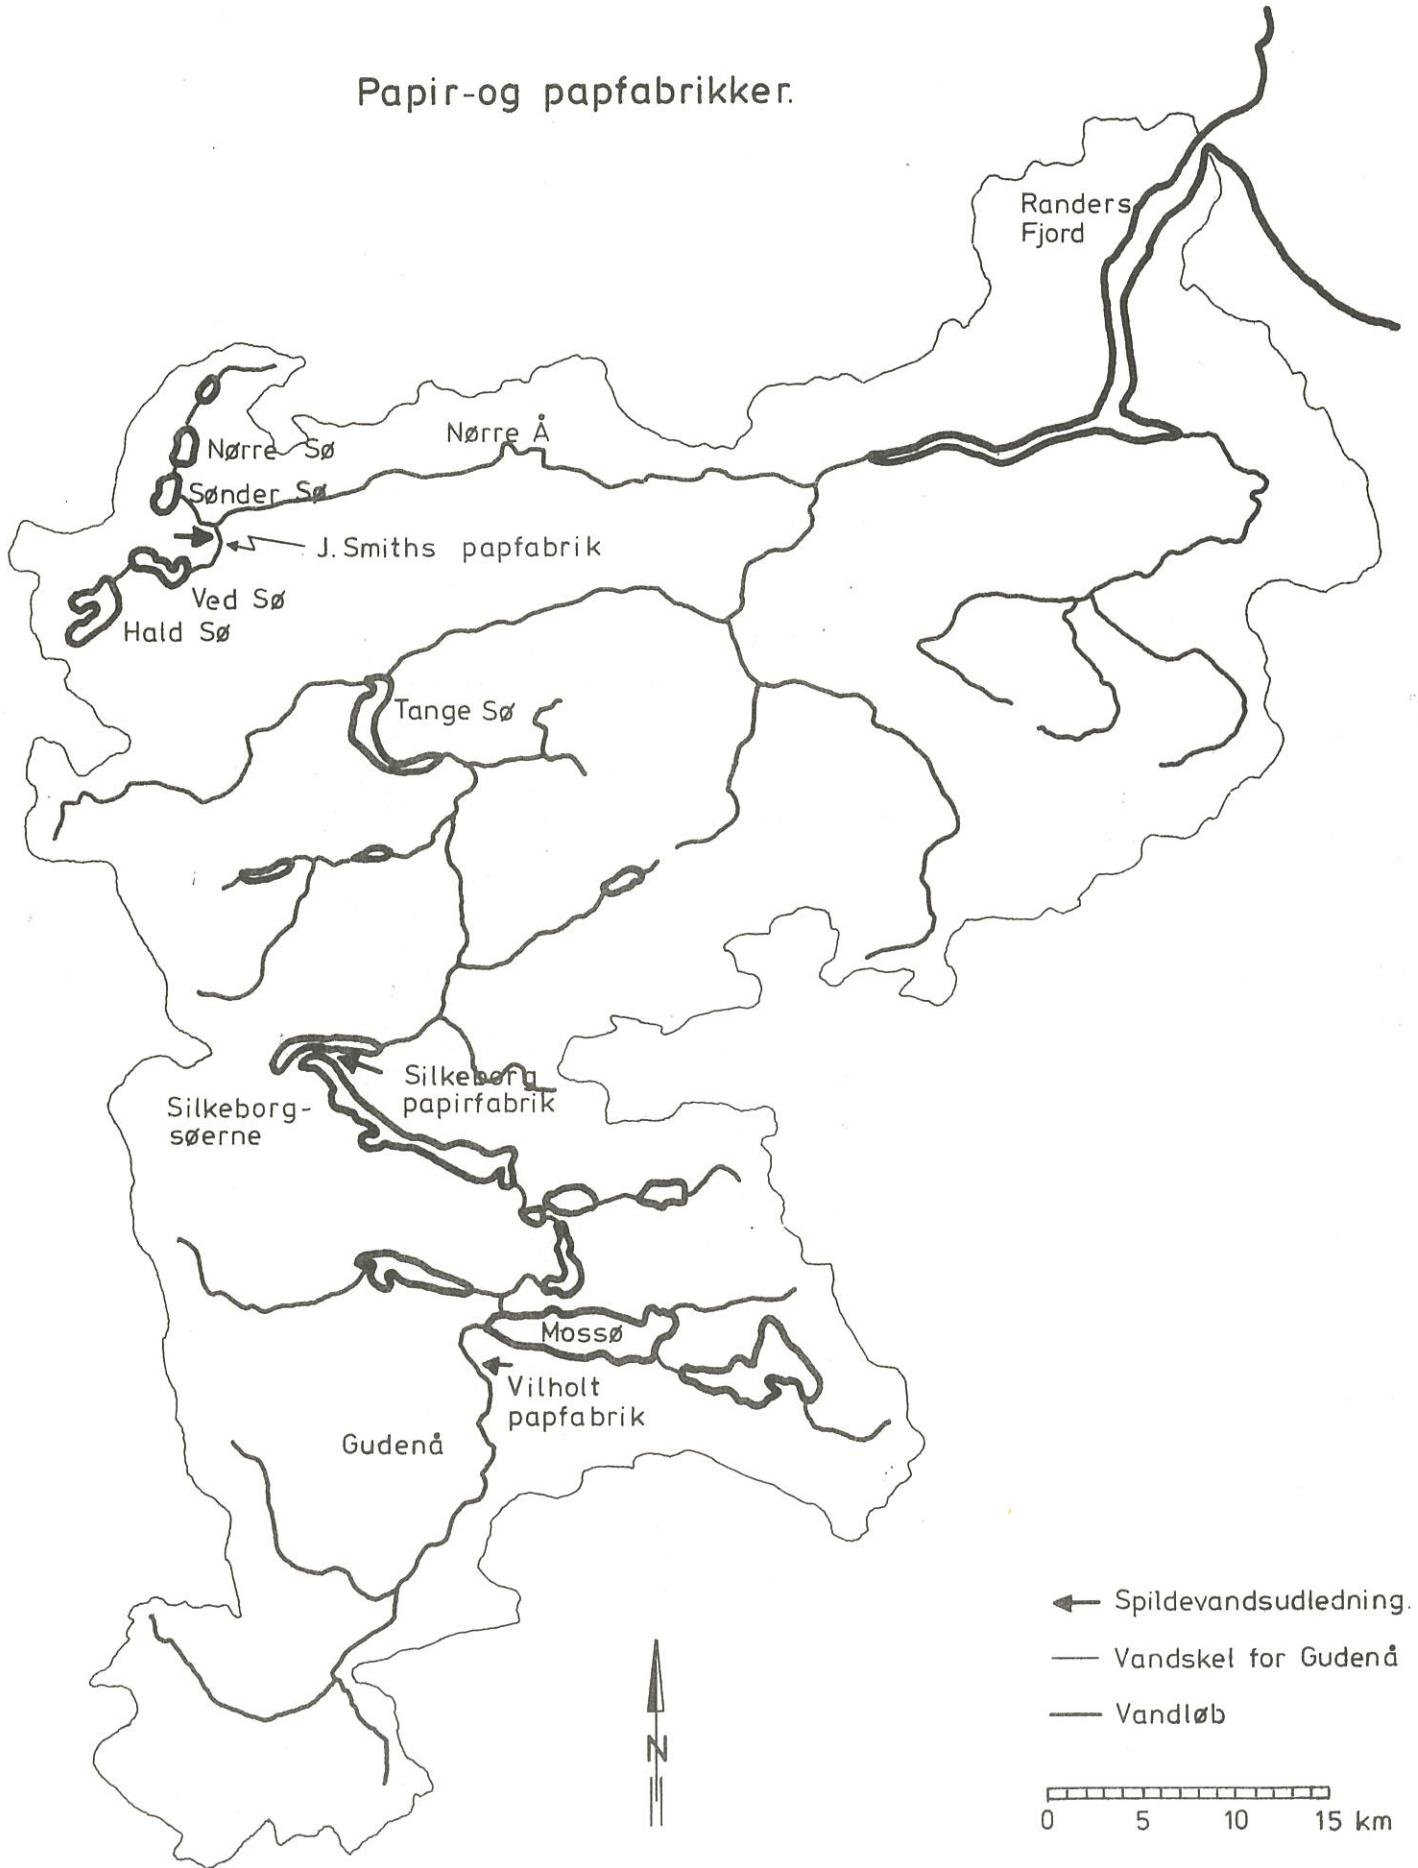 Papir-og papfabrikker.
Randers
Fjord
Nørre Å
Nørre Sø
Sønder Sø
J. Smiths papfabrik
Ved Sø
Hald Sø
Tange Sø
Silkeborg
papirfabrik
Silkeborg-
søerne
Mossø
Vilholt
papfabrik
Gudenå
Spildevandsudledning.
Vandskel for Gudenå
Vandløb
N
0 5 10 15 km